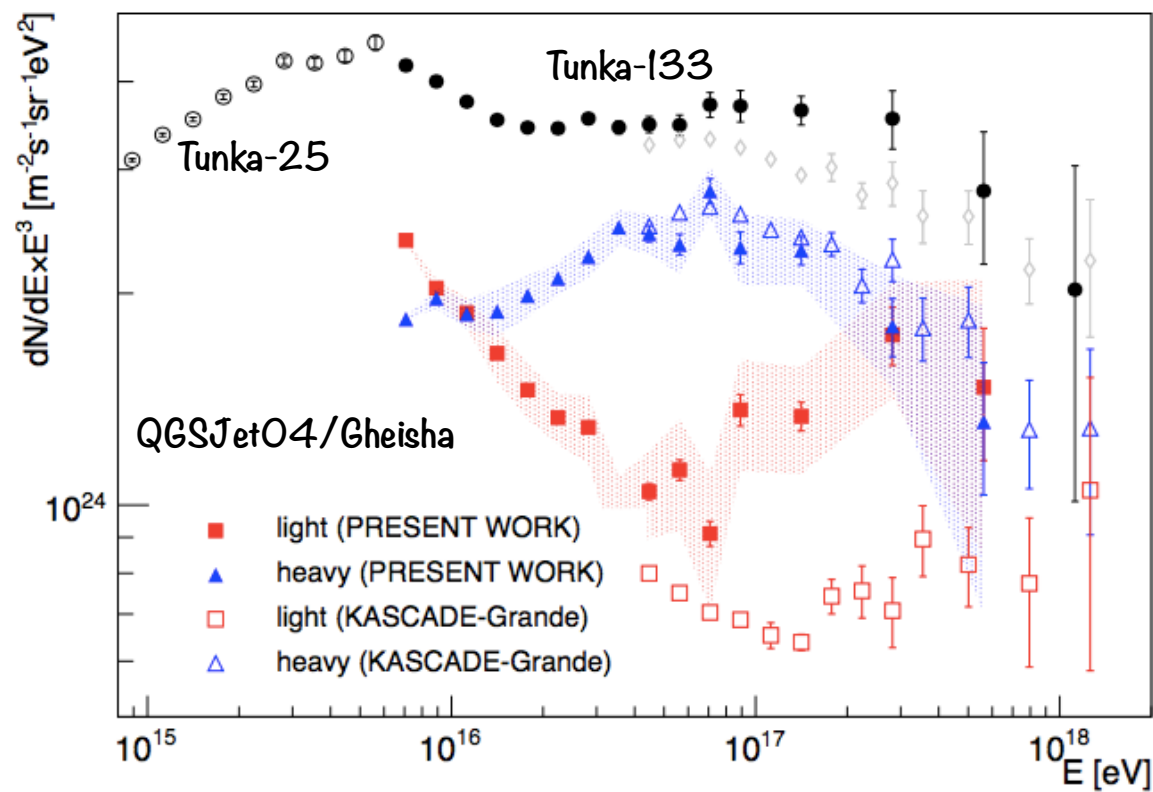 dN/dE×E³ [m⁻²s⁻¹sr⁻¹eV²]
Tunka-133
Tunka-25
QGSJet04/Gheisha
10²⁴
light (PRESENT WORK)
heavy (PRESENT WORK)
light (KASCADE-Grande)
heavy (KASCADE-Grande)
10¹⁵ 10¹⁶ 10¹⁷ 10¹⁸
E [eV]